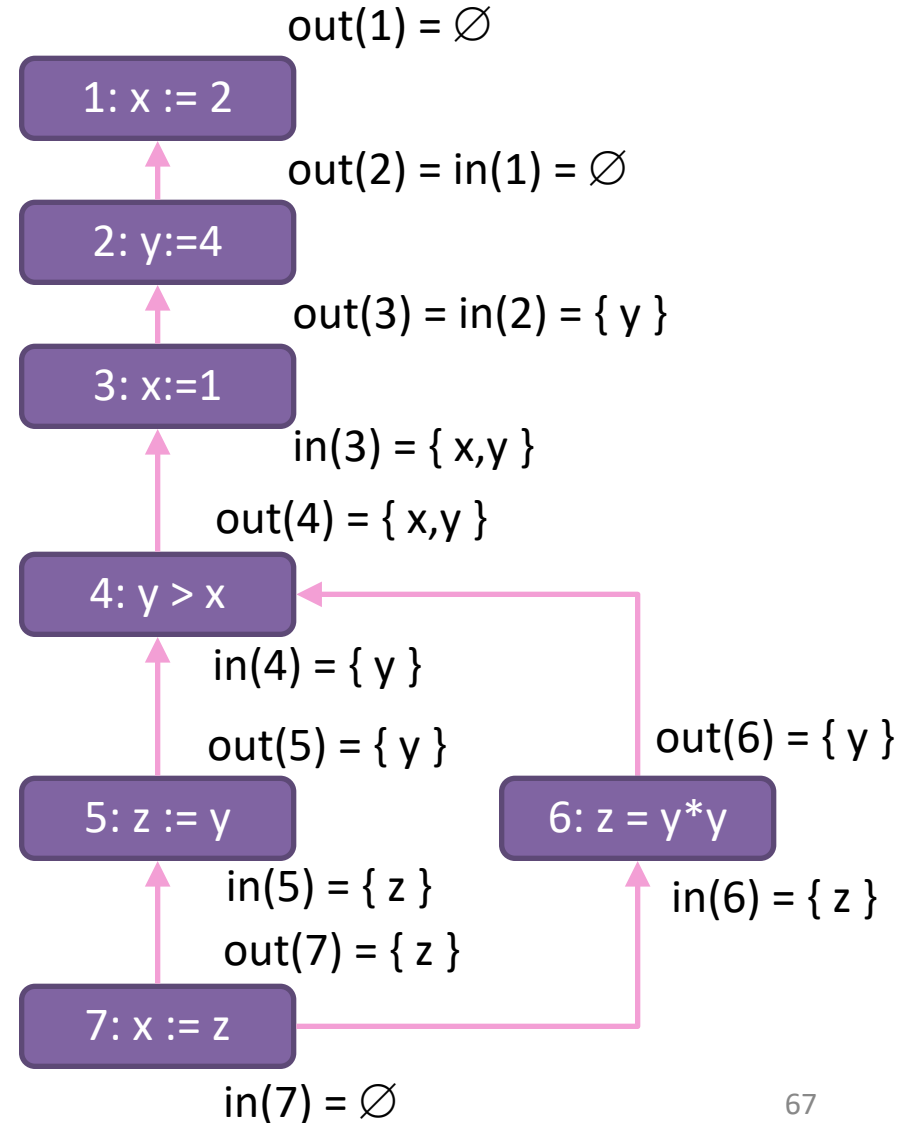 out(1) = ∅
1: x := 2
out(2) = in(1) = ∅
2: y:=4
out(3) = in(2) = { y }
3: x:=1
in(3) = { x,y }
out(4) = { x,y }
4: y > x
in(4) = { y }
out(5) = { y }
out(6) = { y }
5: z := y
6: z = y*y
in(5) = { z }
in(6) = { z }
out(7) = { z }
7: x := z
in(7) = ∅
67